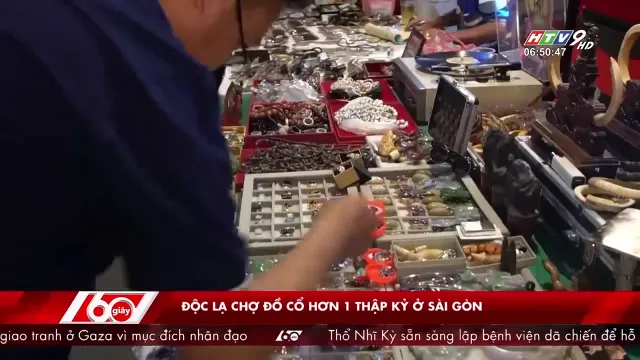 HTV9 HD
06:50:47
60 giây
ĐỘC LẠ CHỢ ĐỒ CỔ HƠN 1 THẬP KỶ Ở SÀI GÒN
giao tranh ở Gaza vì mục đích nhân đạo 60 giây Thổ Nhĩ Kỳ sẵn sàng lập bệnh viện dã chiến để hỗ